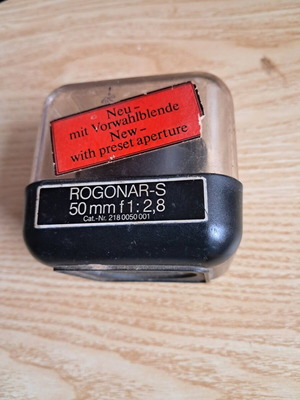 Neu –
mit Vorwahlblende
New –
with preset aperture
ROGONAR-S
50 mm f 1: 2,8
Cat.-Nr. 218 0050 001